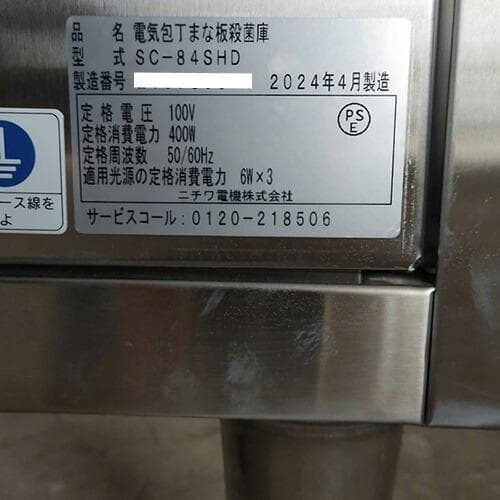 品 名 電気包丁まな板殺菌庫
型 式 SC-84SHD
製造番号 2024年4月製造
定格電圧 100V
定格消費電力 400W
定格周波数 50/60Hz
適用光源の定格消費電力 6W×3
PS
E
ニチワ電機株式会社
サービスコール:0120-218506
ース線を
よ